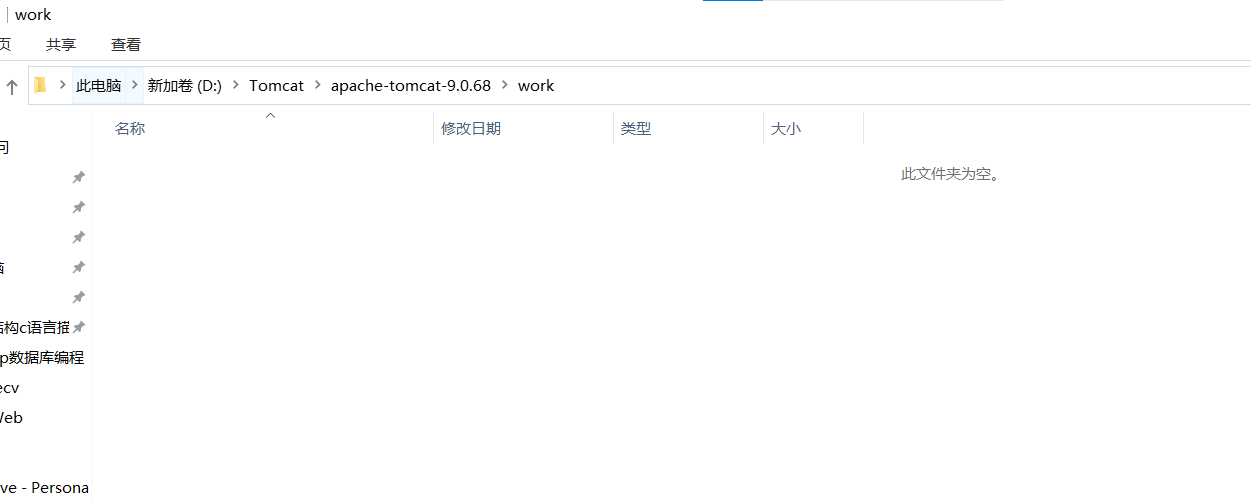 work
页 共享 查看
此电脑 新加卷 (D:) Tomcat apache-tomcat-9.0.68 work
名称 修改日期 类型 大小
问
此文件夹为空。
脑
结构c语言描
p数据库编程
ecv
Web
ve - Persona